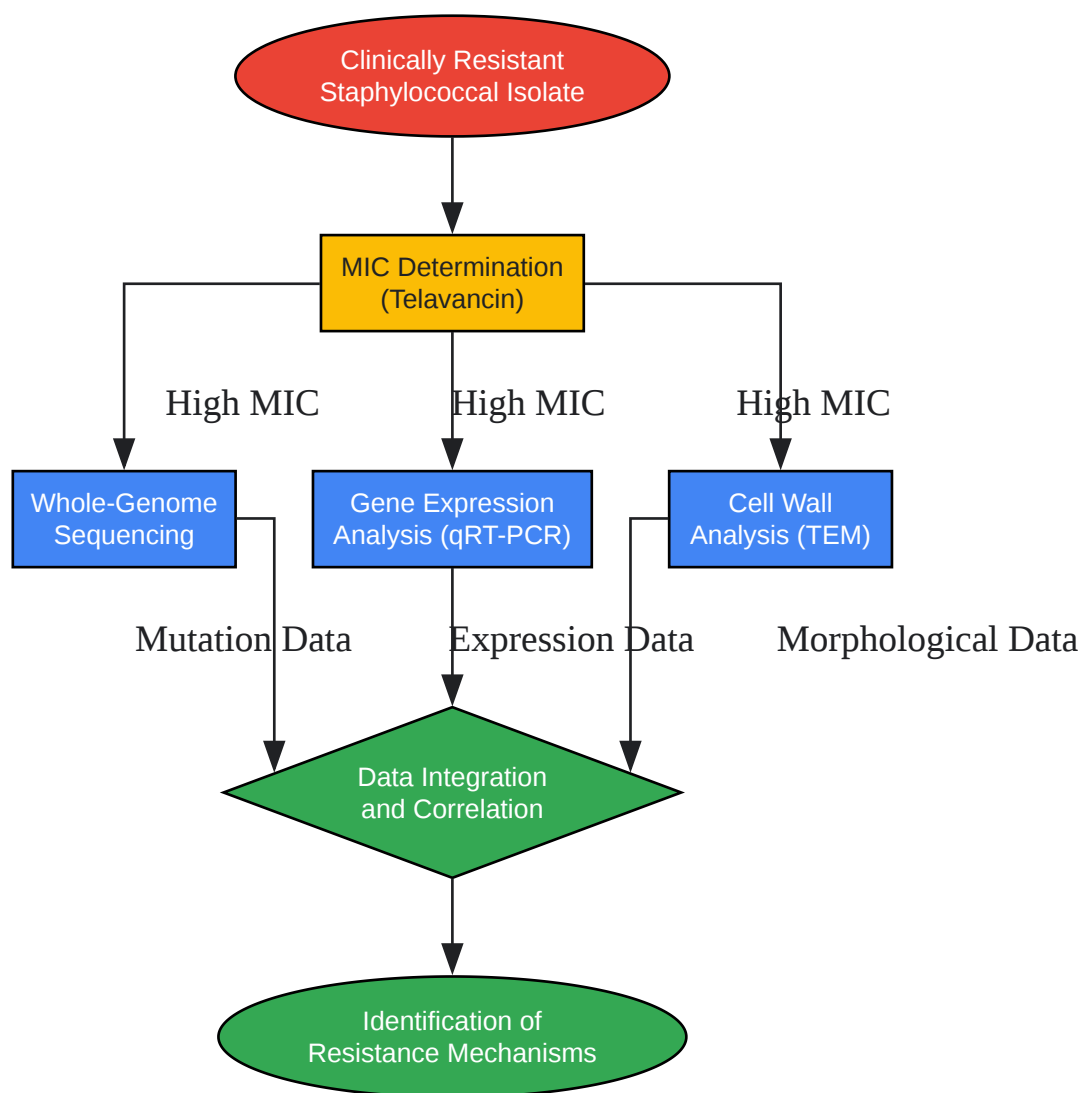 Clinically Resistant
Staphylococcal Isolate
MIC Determination
(Telavancin)
High MIC
High MIC
High MIC
Whole-Genome
Sequencing
Gene Expression
Analysis (qRT-PCR)
Cell Wall
Analysis (TEM)
Mutation Data
Expression Data
Morphological Data
Data Integration
and Correlation
Identification of
Resistance Mechanisms